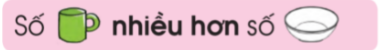 Số nhiều hơn số